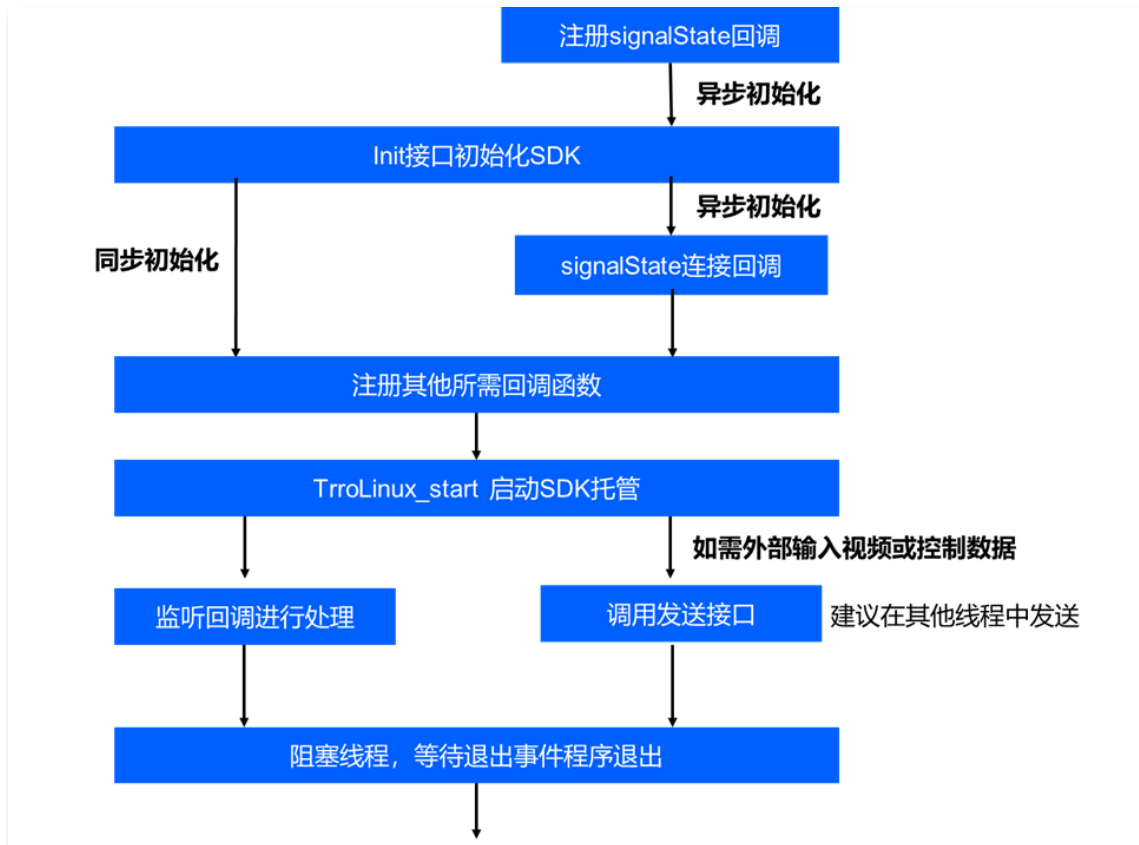 注册signalState回调
异步初始化
Init接口初始化SDK
异步初始化
同步初始化
signalState连接回调
注册其他所需回调函数
TrroLinux_start 启动SDK托管
如需外部输入视频或控制数据
监听回调进行处理
调用发送接口
建议在其他线程中发送
阻塞线程，等待退出事件程序退出